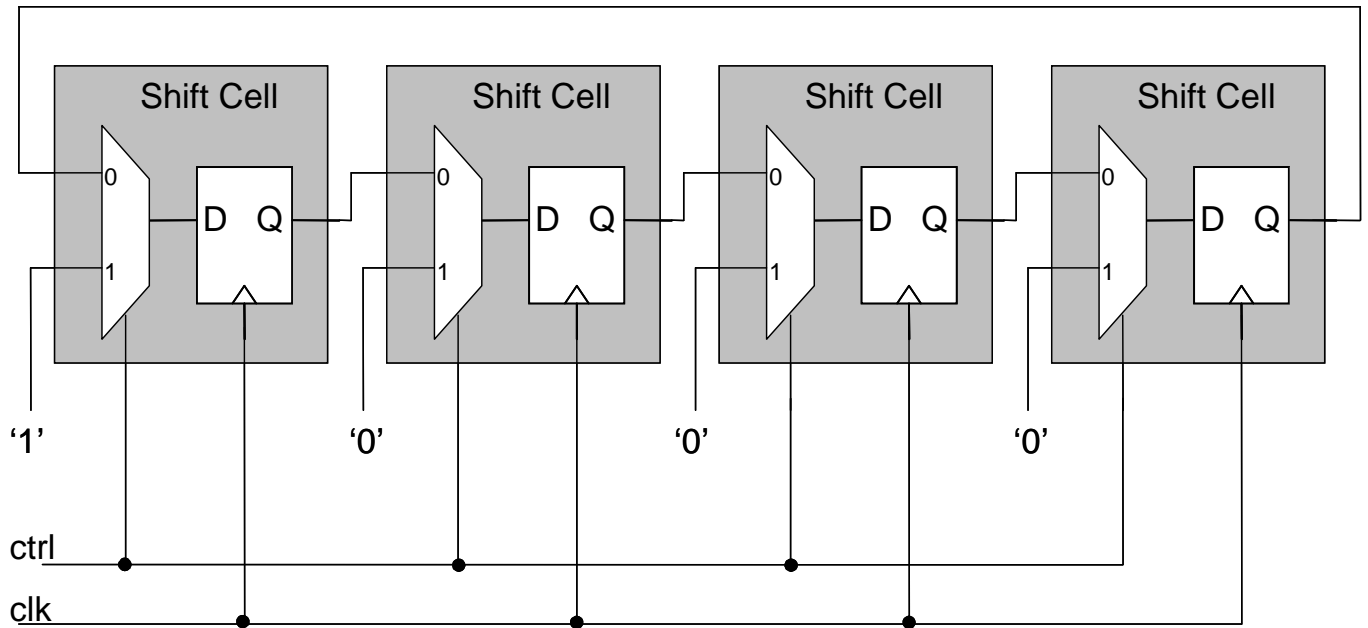 Shift Cell Shift Cell Shift Cell Shift Cell
0 0 0 0
D Q D Q D Q D Q
1 1 1 1
‘1’ ‘0’ ‘0’ ‘0’
ctrl
clk